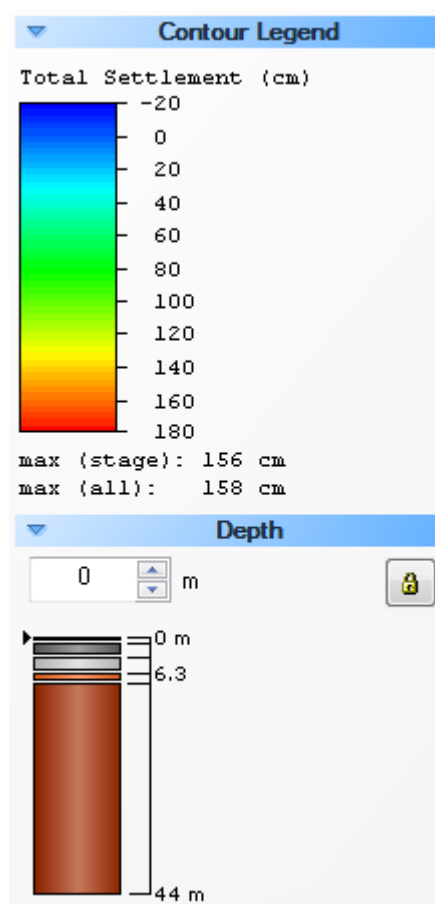 Contour Legend
Total Settlement (cm)
-20
0
20
40
60
80
100
120
140
160
180
max (stage): 156 cm
max (all): 158 cm
Depth
0 m
0 m
6.3
44 m